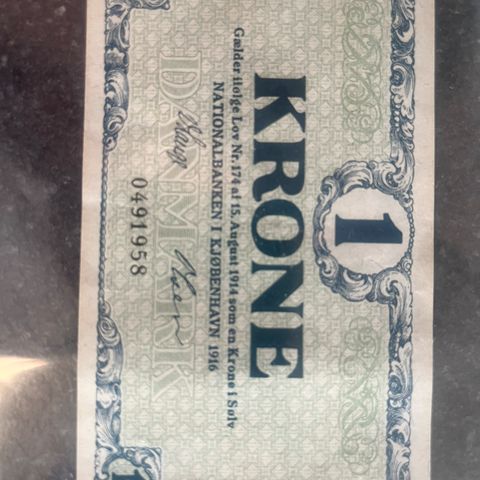 1
KRONE
Gælder ifølge Lov Nr. 174 af 15. August 1914 som en Krone i Sølv
NATIONALBANKEN I KJØBENHAVN 1916
DANMARK
0491958
1